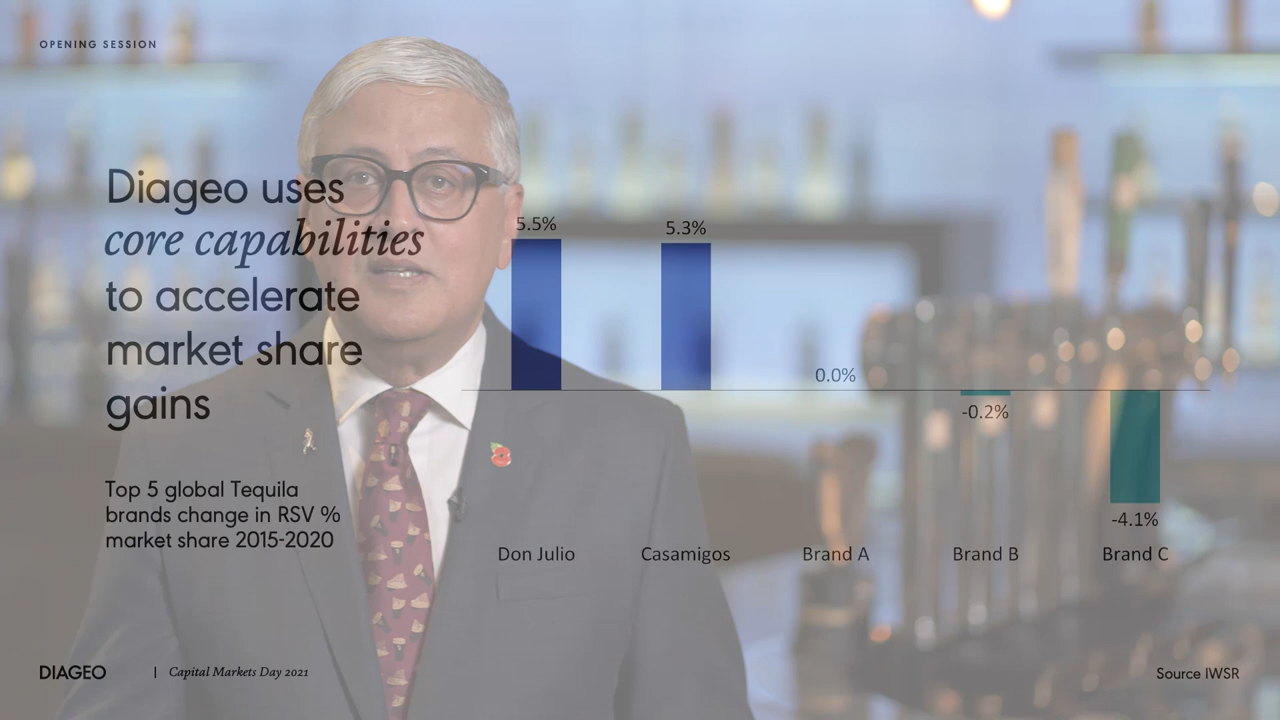 OPENING SESSION
Diageo uses
core capabilities
to accelerate
market share
gains
Top 5 global Tequila
brands change in RSV %
market share 2015-2020
5.5%
5.3%
0.0%
-0.2%
-4.1%
Don Julio
Casamigos
Brand A
Brand B
Brand C
DIAGEO | Capital Markets Day 2021
Source IWSR